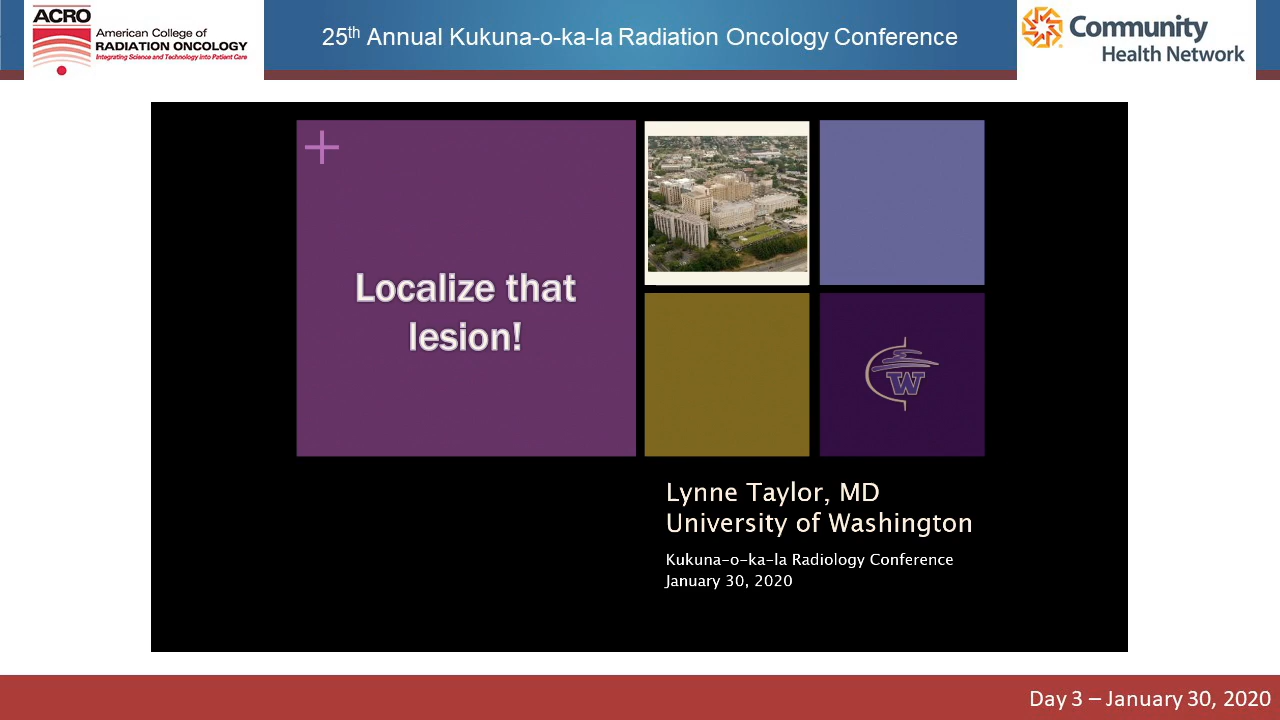 ACRO
American College of
RADIATION ONCOLOGY
Integrating Science and Technology Into Patient Care
25th Annual Kukuna-o-ka-la Radiation Oncology Conference
Community
Health Network
Localize that
lesion!
W
Lynne Taylor, MD
University of Washington
Kukuna-o-ka-la Radiology Conference
January 30, 2020
Day 3 – January 30, 2020